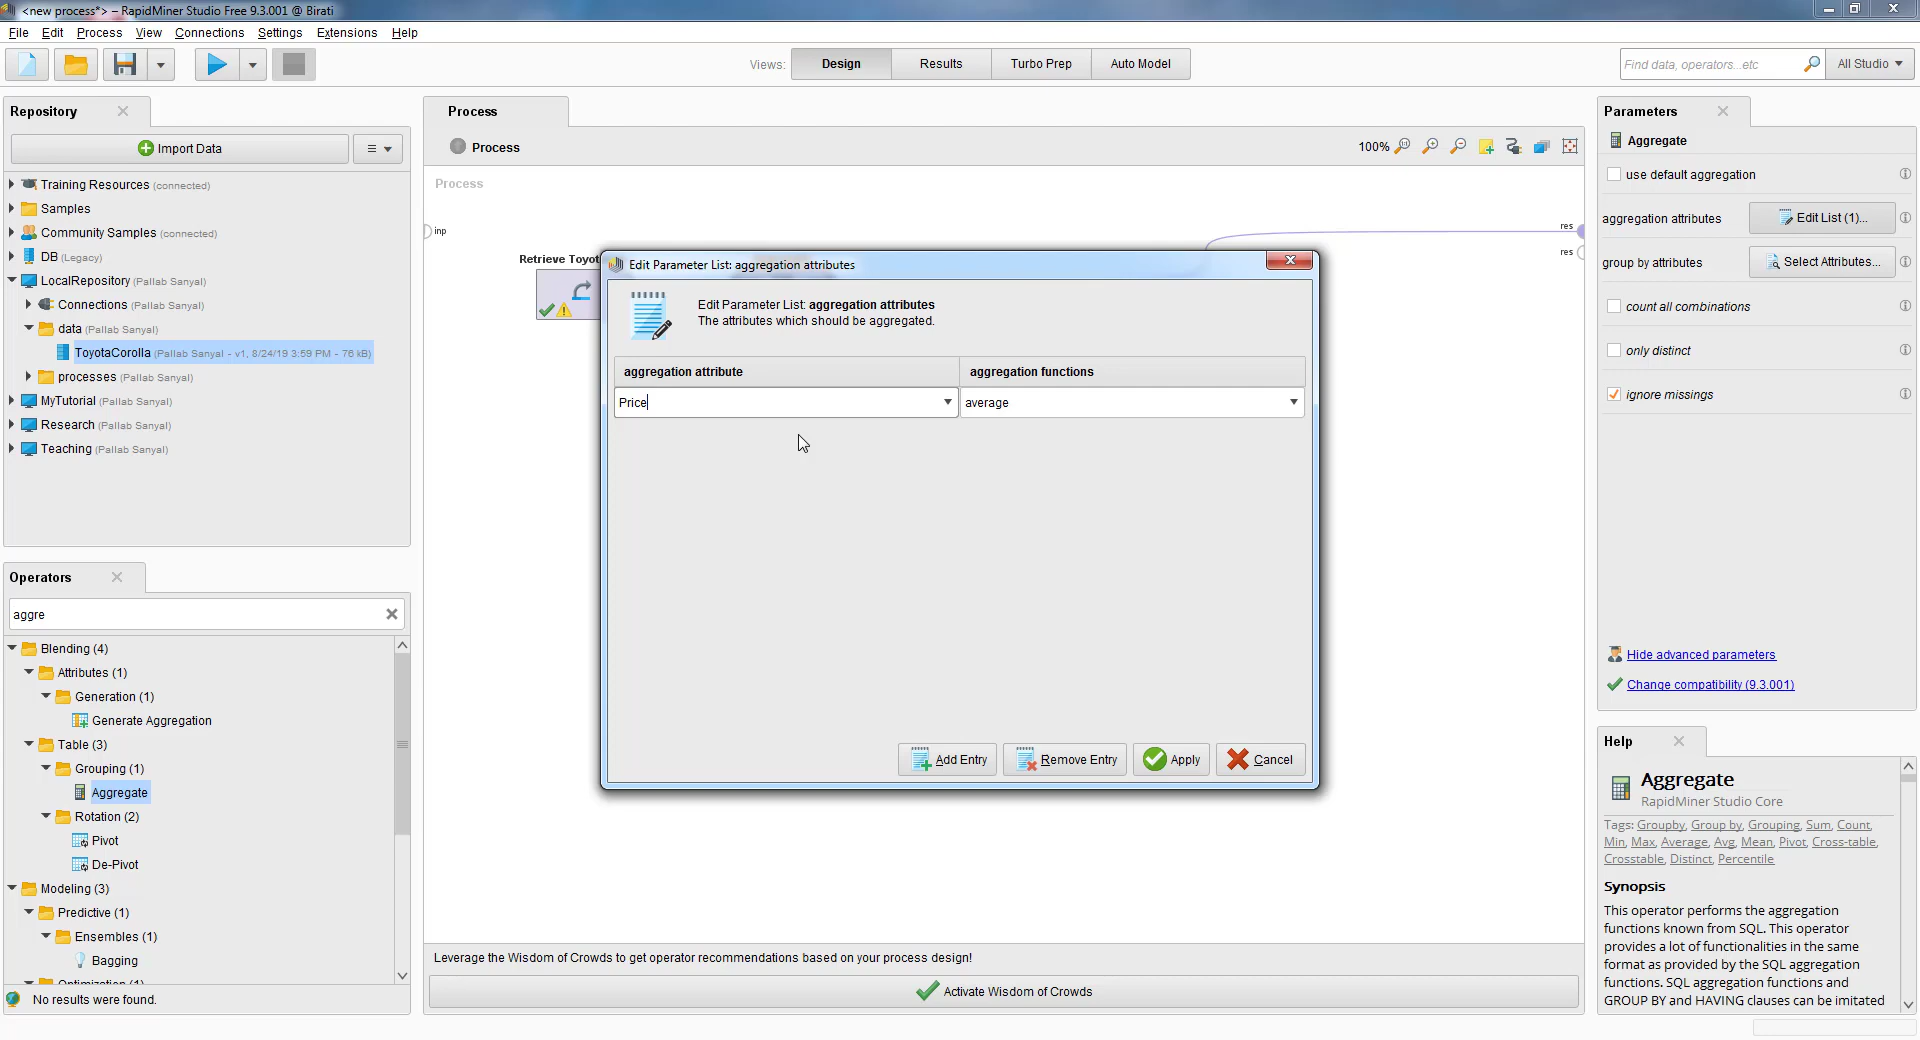 <new process*> – RapidMiner Studio Free 9.3.001 @ Birati
File Edit Process View Connections Settings Extensions Help
Views: Design Results Turbo Prep Auto Model
Find data, operators...etc
All Studio
Repository
Import Data
Training Resources (connected)
Samples
Community Samples (connected)
DB (Legacy)
LocalRepository (Pallab Sanyal)
Connections (Pallab Sanyal)
data (Pallab Sanyal)
ToyotaCorolla (Pallab Sanyal - v1, 8/24/19 3:59 PM - 76 kB)
processes (Pallab Sanyal)
MyTutorial (Pallab Sanyal)
Research (Pallab Sanyal)
Teaching (Pallab Sanyal)
Operators
aggre
Blending (4)
Attributes (1)
Generation (1)
Generate Aggregation
Table (3)
Grouping (1)
Aggregate
Rotation (2)
Pivot
De-Pivot
Modeling (3)
Predictive (1)
Ensembles (1)
Bagging
Optimization (1)
No results were found.
Process
Process
100%
Process
inp
Retrieve Toyot
res
res
Edit Parameter List: aggregation attributes
Edit Parameter List: aggregation attributes
The attributes which should be aggregated.
aggregation attribute
aggregation functions
Price
average
Add Entry
Remove Entry
Apply
Cancel
Leverage the Wisdom of Crowds to get operator recommendations based on your process design!
Activate Wisdom of Crowds
Parameters
Aggregate
use default aggregation
aggregation attributes
Edit List (1)...
group by attributes
Select Attributes...
count all combinations
only distinct
ignore missings
Hide advanced parameters
Change compatibility (9.3.001)
Help
Aggregate
RapidMiner Studio Core
Tags: Groupby, Group by, Grouping, Sum, Count,
Min, Max, Average, Avg, Mean, Pivot, Cross-table,
Crosstable, Distinct, Percentile
Synopsis
This operator performs the aggregation
functions known from SQL. This operator
provides a lot of functionalities in the same
format as provided by the SQL aggregation
functions. SQL aggregation functions and
GROUP BY and HAVING clauses can be imitated